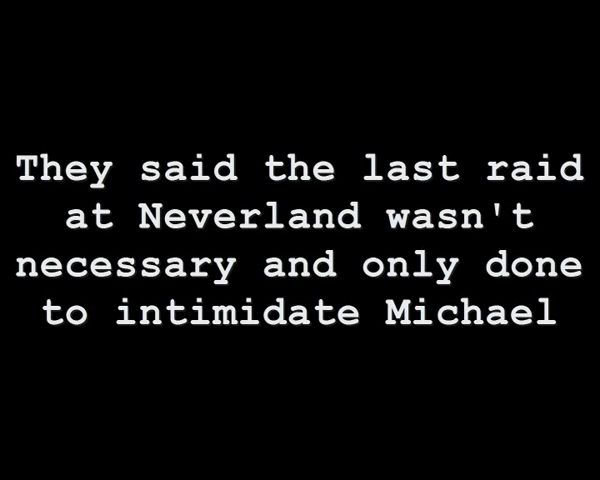 They said the last raid
at Neverland wasn't
necessary and only done
to intimidate Michael